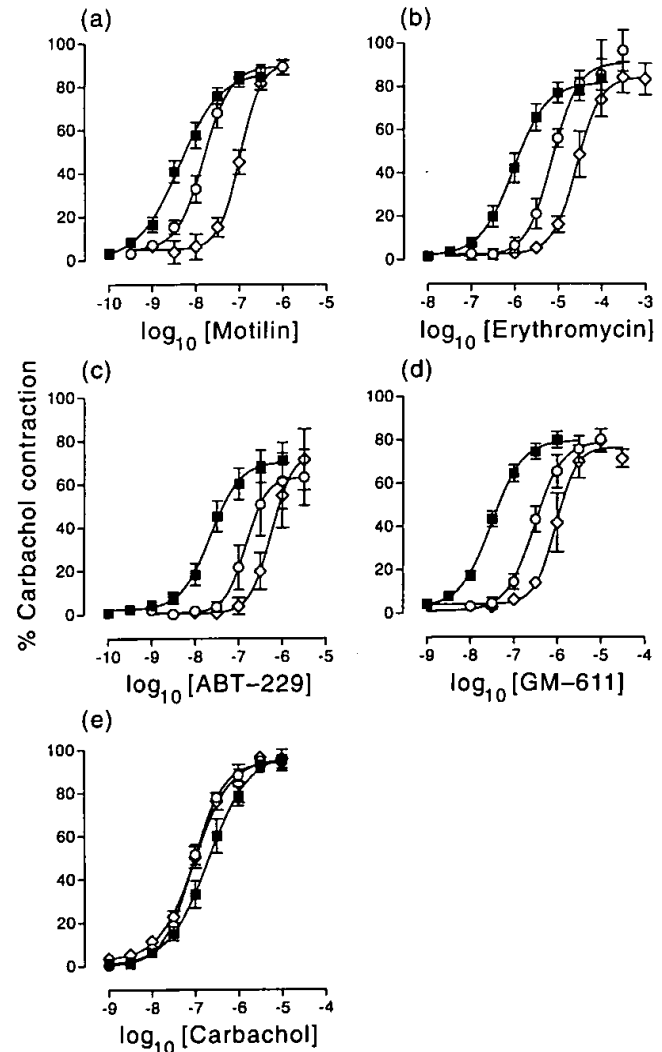 (a)
(b)
100
80
60
40
20
0
-10 -9 -8 -7 -6 -5
log10 [Motilin]
100
80
60
40
20
0
-8 -7 -6 -5 -4 -3
log10 [Erythromycin]
% Carbachol contraction
(c)
(d)
100
80
60
40
20
0
-10 -9 -8 -7 -6 -5
log10 [ABT-229]
100
80
60
40
20
0
-9 -8 -7 -6 -5 -4
log10 [GM-611]
(e)
100
80
60
40
20
0
-9 -8 -7 -6 -5 -4
log10 [Carbachol]